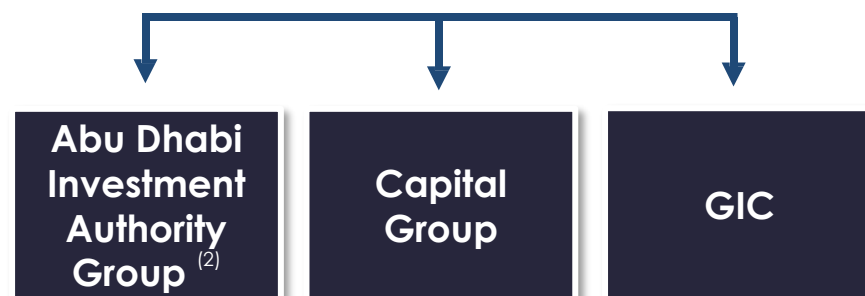 Abu Dhabi
Investment
Authority
Group (2)
Capital
Group
GIC